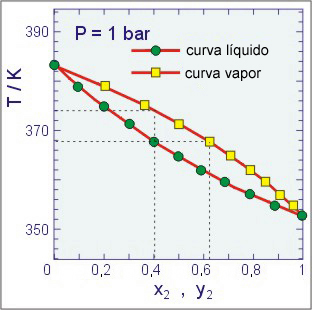 P = 1 bar
curva líquido
curva vapor
T / K
390
370
350
0 0,2 0,4 0,6 0,8 1
x2 , y2